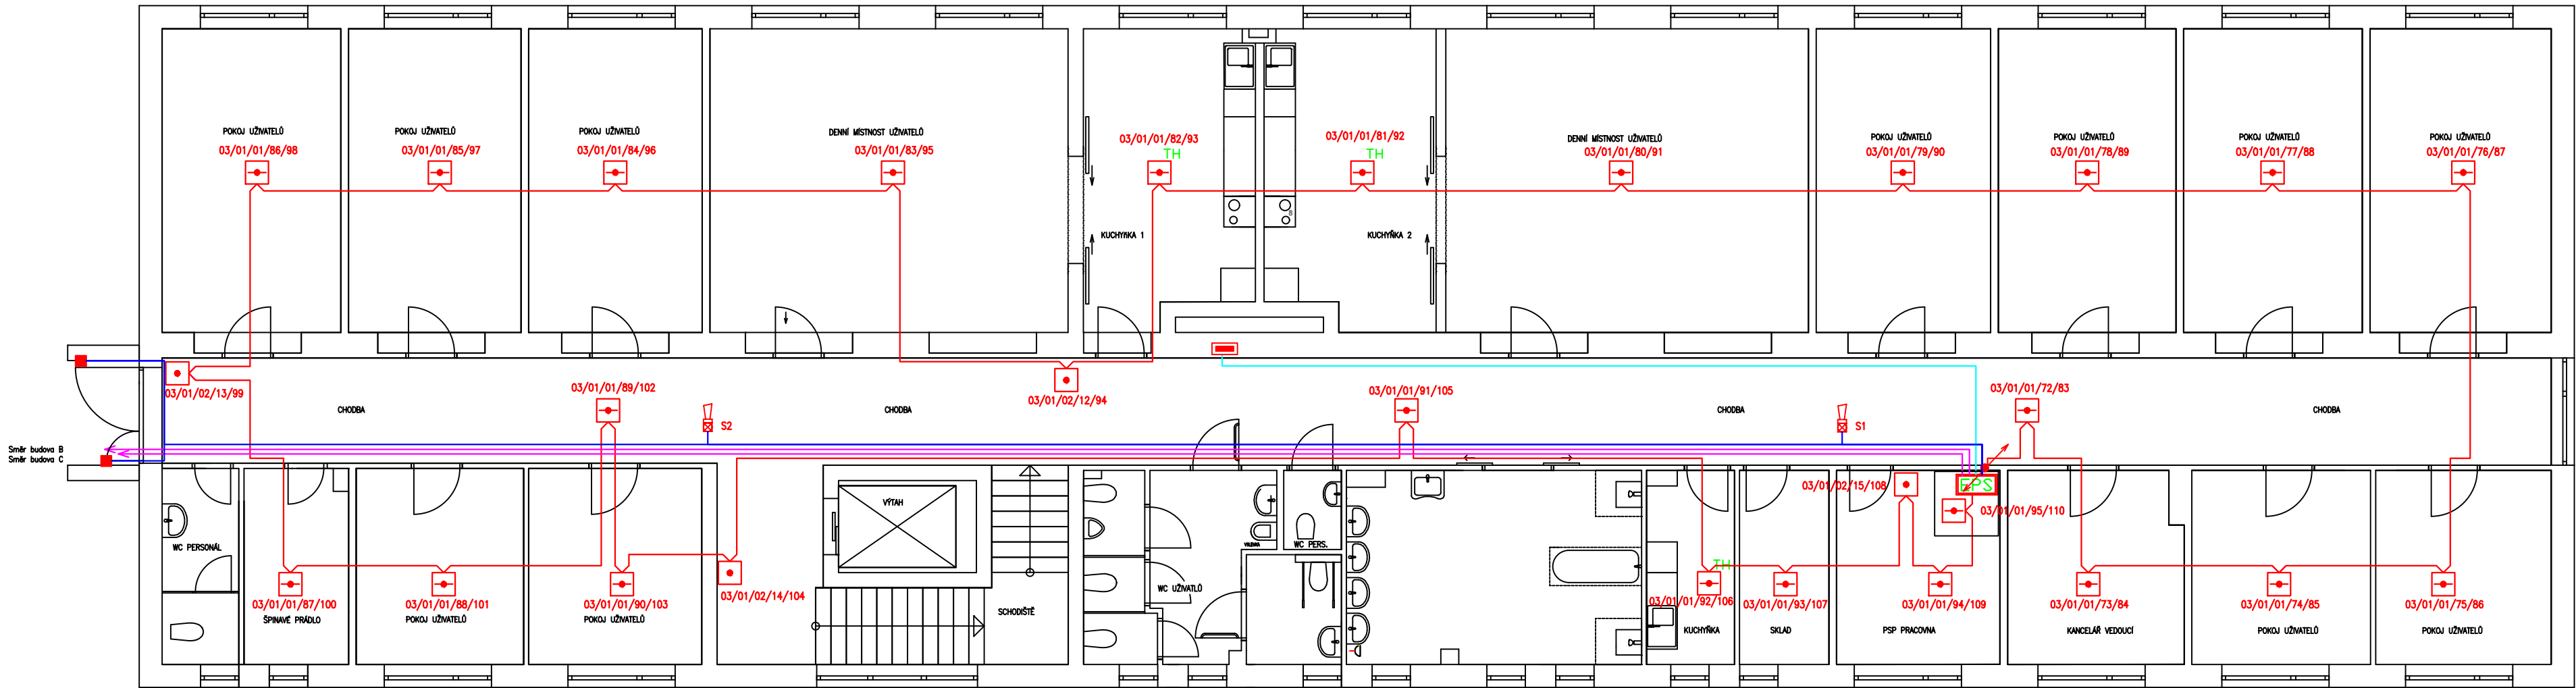 POKOJ UŽIVATELŮ
03/01/01/86/98
POKOJ UŽIVATELŮ
03/01/01/85/97
POKOJ UŽIVATELŮ
03/01/01/84/96
DENNÍ MÍSTNOST UŽIVATELŮ
03/01/01/83/95
03/01/01/82/93
TH
03/01/01/81/92
TH
DENNÍ MÍSTNOST UŽIVATELŮ
03/01/01/80/91
POKOJ UŽIVATELŮ
03/01/01/79/90
POKOJ UŽIVATELŮ
03/01/01/78/89
POKOJ UŽIVATELŮ
03/01/01/77/88
POKOJ UŽIVATELŮ
03/01/01/76/87
KUCHYŇKA 1
KUCHYŇKA 2
03/01/02/13/99
CHODBA
03/01/01/89/102
S2
CHODBA
03/01/02/12/94
03/01/01/91/105
CHODBA
S1
03/01/01/72/83
CHODBA
Směr budova B
Směr budova C
WC PERSONÁL
03/01/01/87/100
ŠPINAVÉ PRÁDLO
03/01/01/88/101
POKOJ UŽIVATELŮ
03/01/01/90/103
POKOJ UŽIVATELŮ
03/01/02/14/104
VÝTAH
SCHODIŠTĚ
WC UŽIVATLŮ
WC PERS.
TH
03/01/01/92/106
KUCHYŇKA
03/01/01/93/107
SKLAD
03/01/02/15/108
EPS
03/01/01/95/110
03/01/01/94/109
PSP PRACOVNA
03/01/01/73/84
KANCELÁŘ VEDOUCÍ
03/01/01/74/85
POKOJ UŽIVATELŮ
03/01/01/75/86
POKOJ UŽIVATELŮ